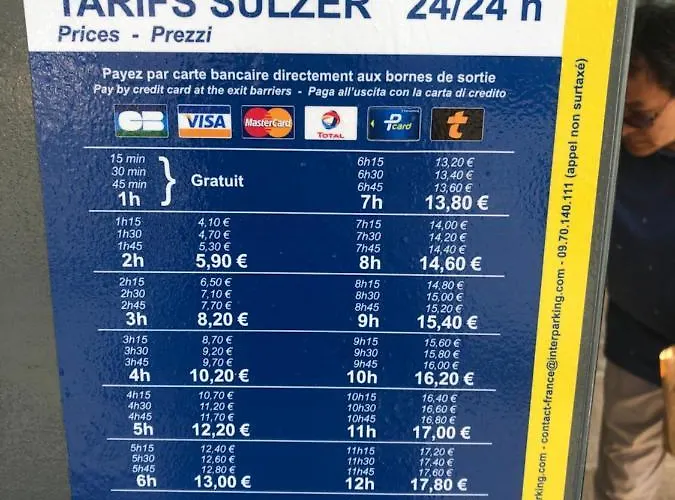 TARIFS SULZER 24/24 h
Prices - Prezzi
Payez par carte bancaire directement aux bornes de sortie
Pay by credit card at the exit barriers - Paga all'uscita con la carta di credito
CB VISA MasterCard TOTAL Pcard t
15 min
30 min
45 min
1h
Gratuit
1h15 4,10 €
1h30 4,70 €
1h45 5,30 €
2h 5,90 €
2h15 6,50 €
2h30 7,10 €
2h45 7,70 €
3h 8,20 €
3h15 8,70 €
3h30 9,20 €
3h45 9,70 €
4h 10,20 €
4h15 10,70 €
4h30 11,20 €
4h45 11,70 €
5h 12,20 €
5h15 12,40 €
5h30 12,60 €
5h45 12,80 €
6h 13,00 €
6h15 13,20 €
6h30 13,40 €
6h45 13,60 €
7h 13,80 €
7h15 14,00 €
7h30 14,20 €
7h45 14,40 €
8h 14,60 €
8h15 14,80 €
8h30 15,00 €
8h45 15,20 €
9h 15,40 €
9h15 15,60 €
9h30 15,80 €
9h45 16,00 €
10h 16,20 €
10h15 16,40 €
10h30 16,60 €
10h45 16,80 €
11h 17,00 €
11h15 17,20 €
11h30 17,40 €
11h45 17,60 €
12h 17,80 €
rking.com - contact-france@interparking.com - 09.70.140.111 (appel non surtaxé)